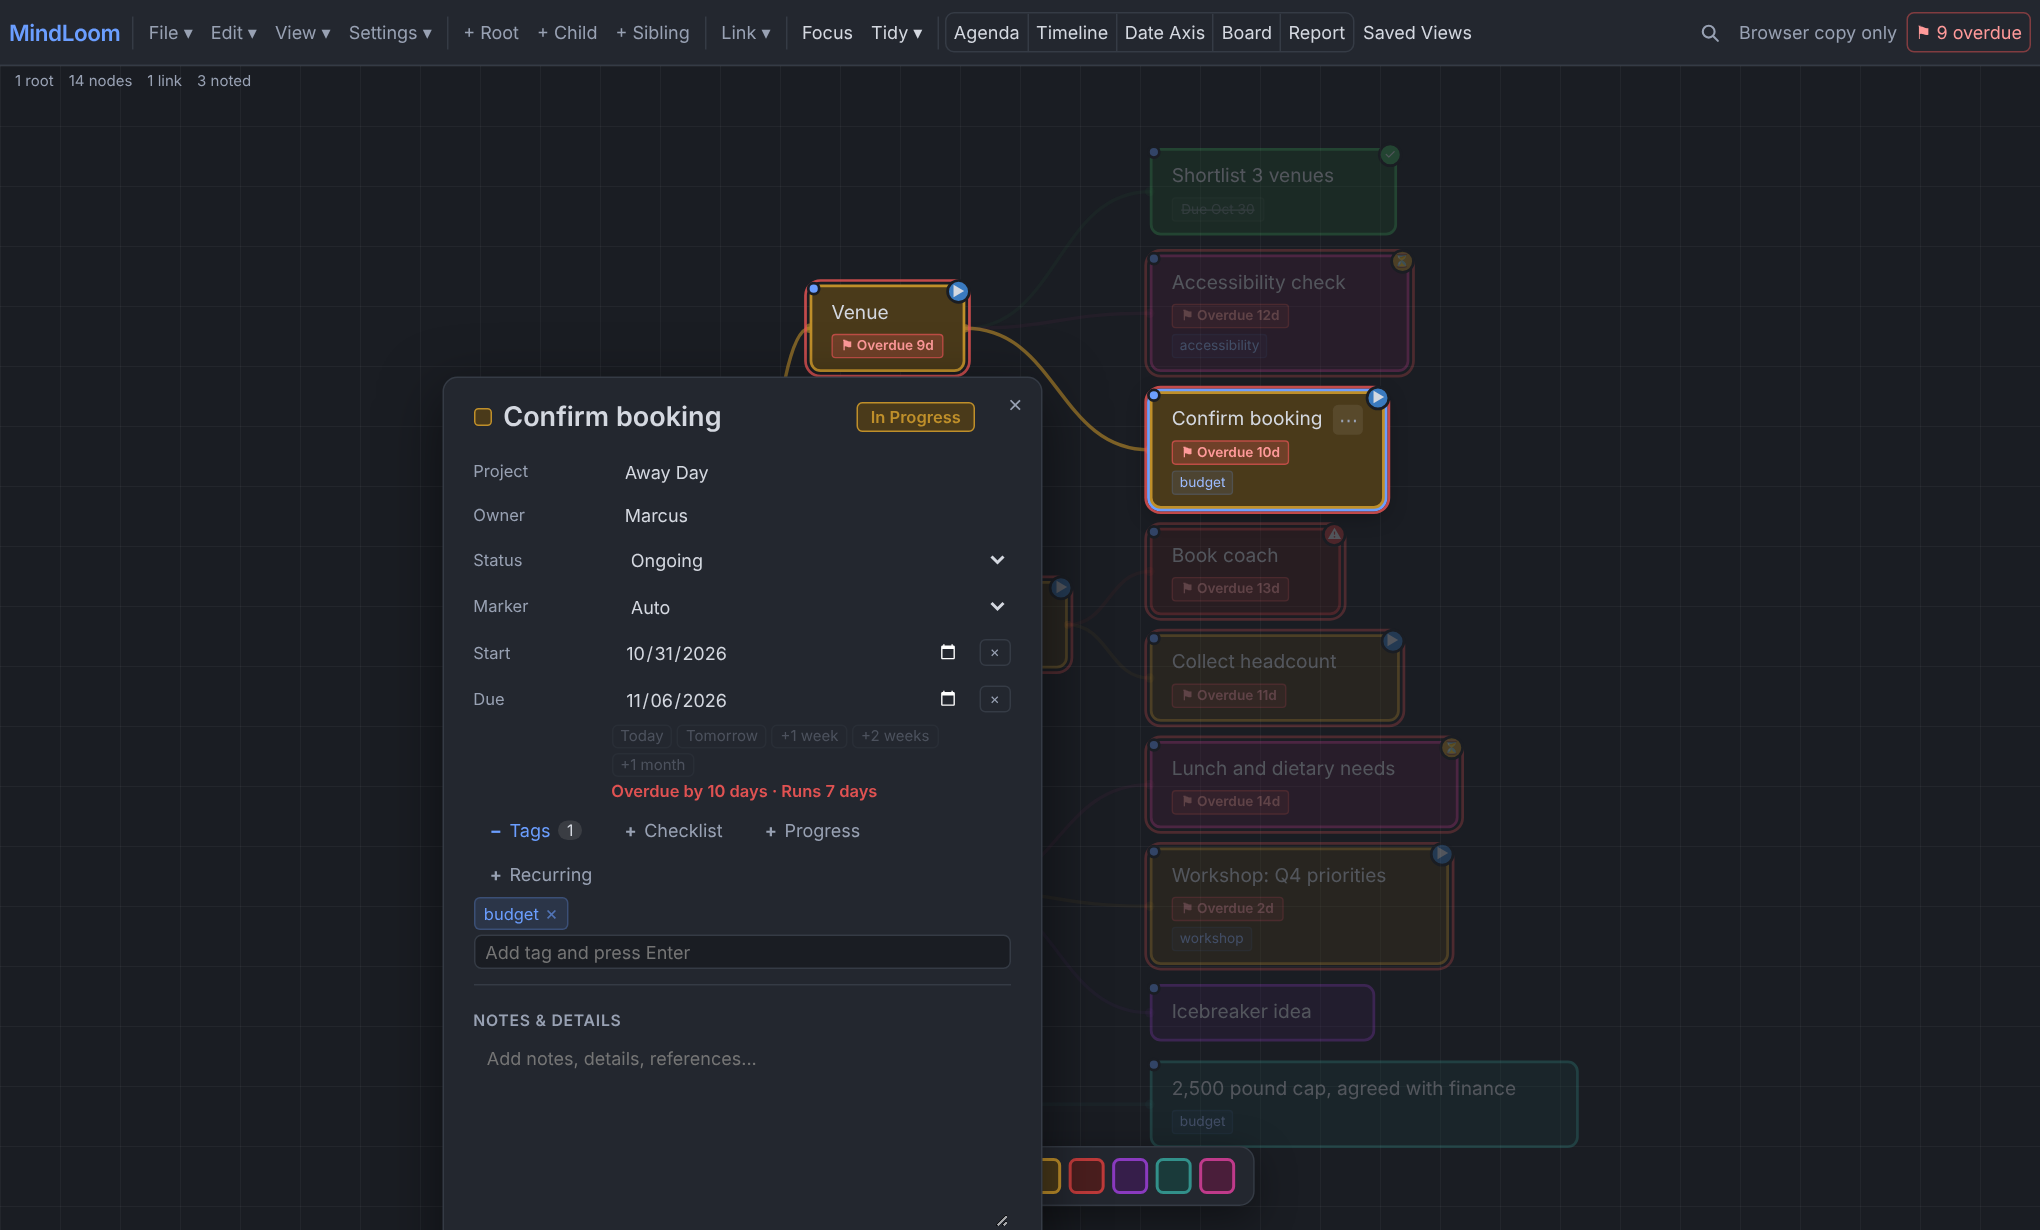 MindLoom File ▾ Edit ▾ View ▾ Settings ▾ + Root + Child + Sibling Link ▾ Focus Tidy ▾ Agenda Timeline Date Axis Board Report Saved Views Browser copy only 9 overdue
1 root 14 nodes 1 link 3 noted
Shortlist 3 venues
Due Oct 30
Accessibility check
Overdue 12d
accessibility
Venue
Overdue 9d
Confirm booking ...
Overdue 10d
budget
Book coach
Overdue 13d
Collect headcount
Overdue 11d
Lunch and dietary needs
Overdue 14d
Workshop: Q4 priorities
Overdue 2d
workshop
Icebreaker idea
2,500 pound cap, agreed with finance
budget
Confirm booking In Progress ×
Project Away Day
Owner Marcus
Status Ongoing
Marker Auto
Start 10/31/2026 ×
Due 11/06/2026 ×
Today Tomorrow +1 week +2 weeks
+1 month
Overdue by 10 days · Runs 7 days
− Tags 1 + Checklist + Progress
+ Recurring
budget ×
Add tag and press Enter
NOTES & DETAILS
Add notes, details, references...